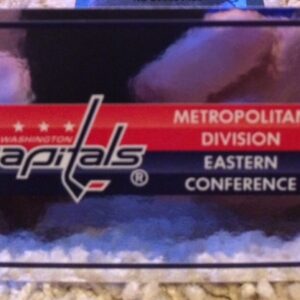 WASHINGTON
capitals®
METROPOLITAN
DIVISION
EASTERN
CONFERENCE